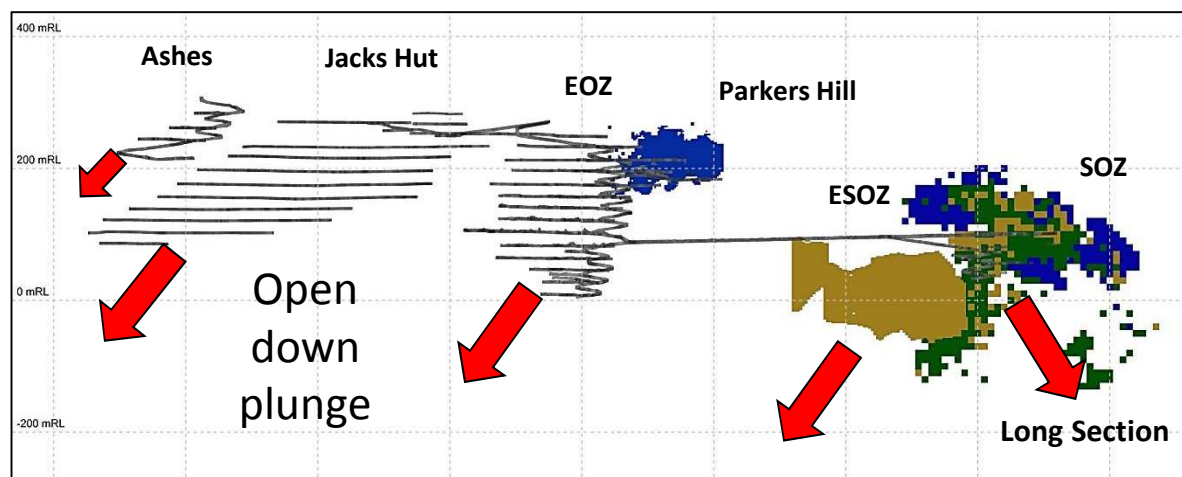 400 mRL
Ashes
Jacks Hut
EOZ
Parkers Hill
200 mRL
ESOZ
SOZ
0 mRL
Open
down
plunge
-200 mRL
Long Section